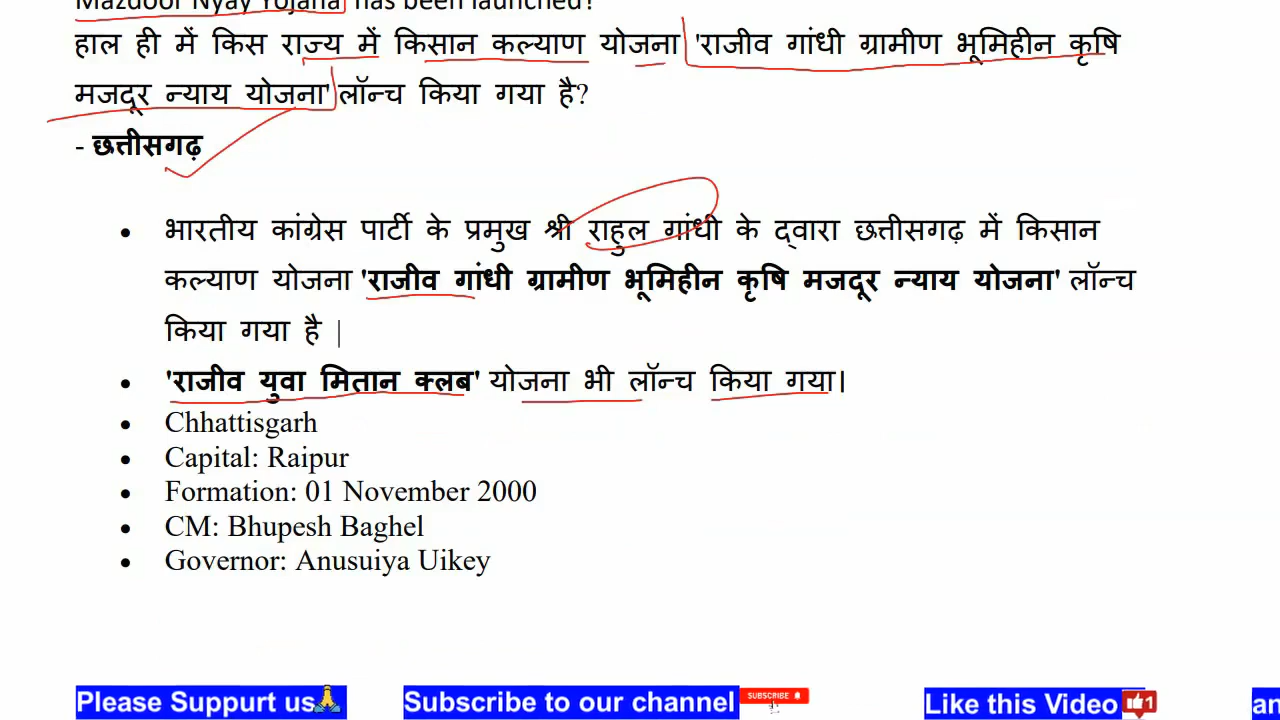 Mazdoor Nyay Yojana has been launched?
हाल ही में किस राज्य में किसान कल्याण योजना 'राजीव गांधी ग्रामीण भूमिहीन कृषि
मजदूर न्याय योजना' लॉन्च किया गया है?
- छत्तीसगढ़
• भारतीय कांग्रेस पार्टी के प्रमुख श्री राहुल गांधी के द्वारा छत्तीसगढ़ में किसान
कल्याण योजना 'राजीव गांधी ग्रामीण भूमिहीन कृषि मजदूर न्याय योजना' लॉन्च
किया गया है |
• 'राजीव युवा मितान क्लब' योजना भी लॉन्च किया गया।
• Chhattisgarh
• Capital: Raipur
• Formation: 01 November 2000
• CM: Bhupesh Baghel
• Governor: Anusuiya Uikey
Please Suppurt us Subscribe to our channel SUBSCRIBE Like this Video 1 an